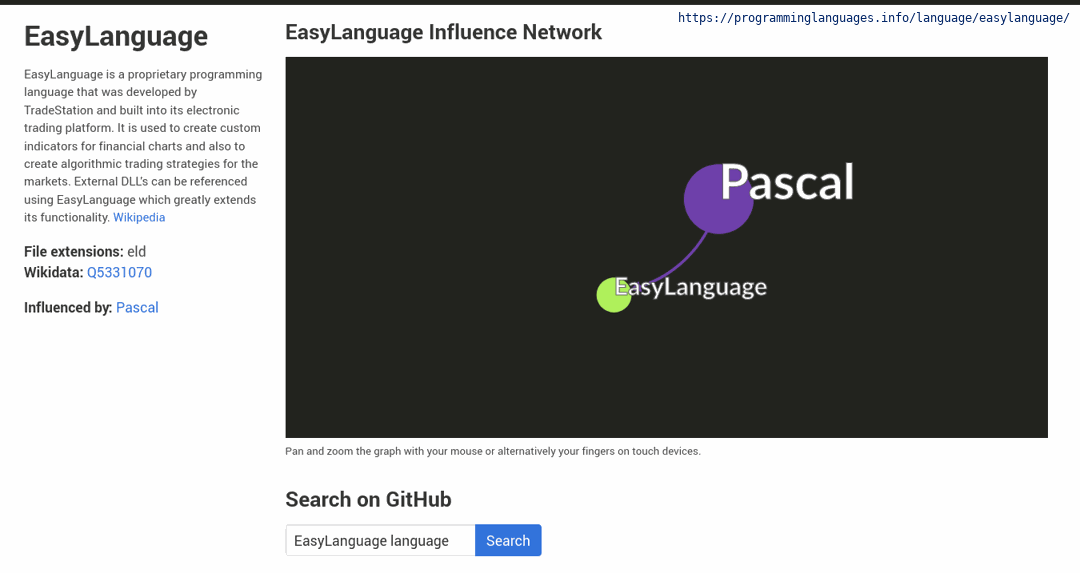 https://programminglanguages.info/language/easylanguage/
EasyLanguage
EasyLanguage is a proprietary programming
language that was developed by
TradeStation and built into its electronic
trading platform. It is used to create custom
indicators for financial charts and also to
create algorithmic trading strategies for the
markets. External DLL's can be referenced
using EasyLanguage which greatly extends
its functionality. Wikipedia
File extensions: eld
Wikidata: Q5331070
Influenced by: Pascal
EasyLanguage Influence Network
Pascal
EasyLanguage
Pan and zoom the graph with your mouse or alternatively your fingers on touch devices.
Search on GitHub
EasyLanguage language Search